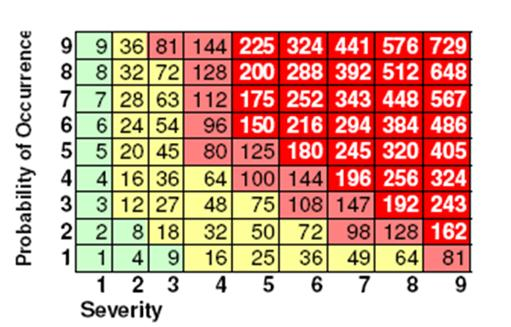 Probability of Occurrence
9 9 36 81 144 225 324 441 576 729
8 8 32 72 128 200 288 392 512 648
7 7 28 63 112 175 252 343 448 567
6 6 24 54 96 150 216 294 384 486
5 5 20 45 80 125 180 245 320 405
4 4 16 36 64 100 144 196 256 324
3 3 12 27 48 75 108 147 192 243
2 2 8 18 32 50 72 98 128 162
1 1 4 9 16 25 36 49 64 81
1 2 3 4 5 6 7 8 9
Severity